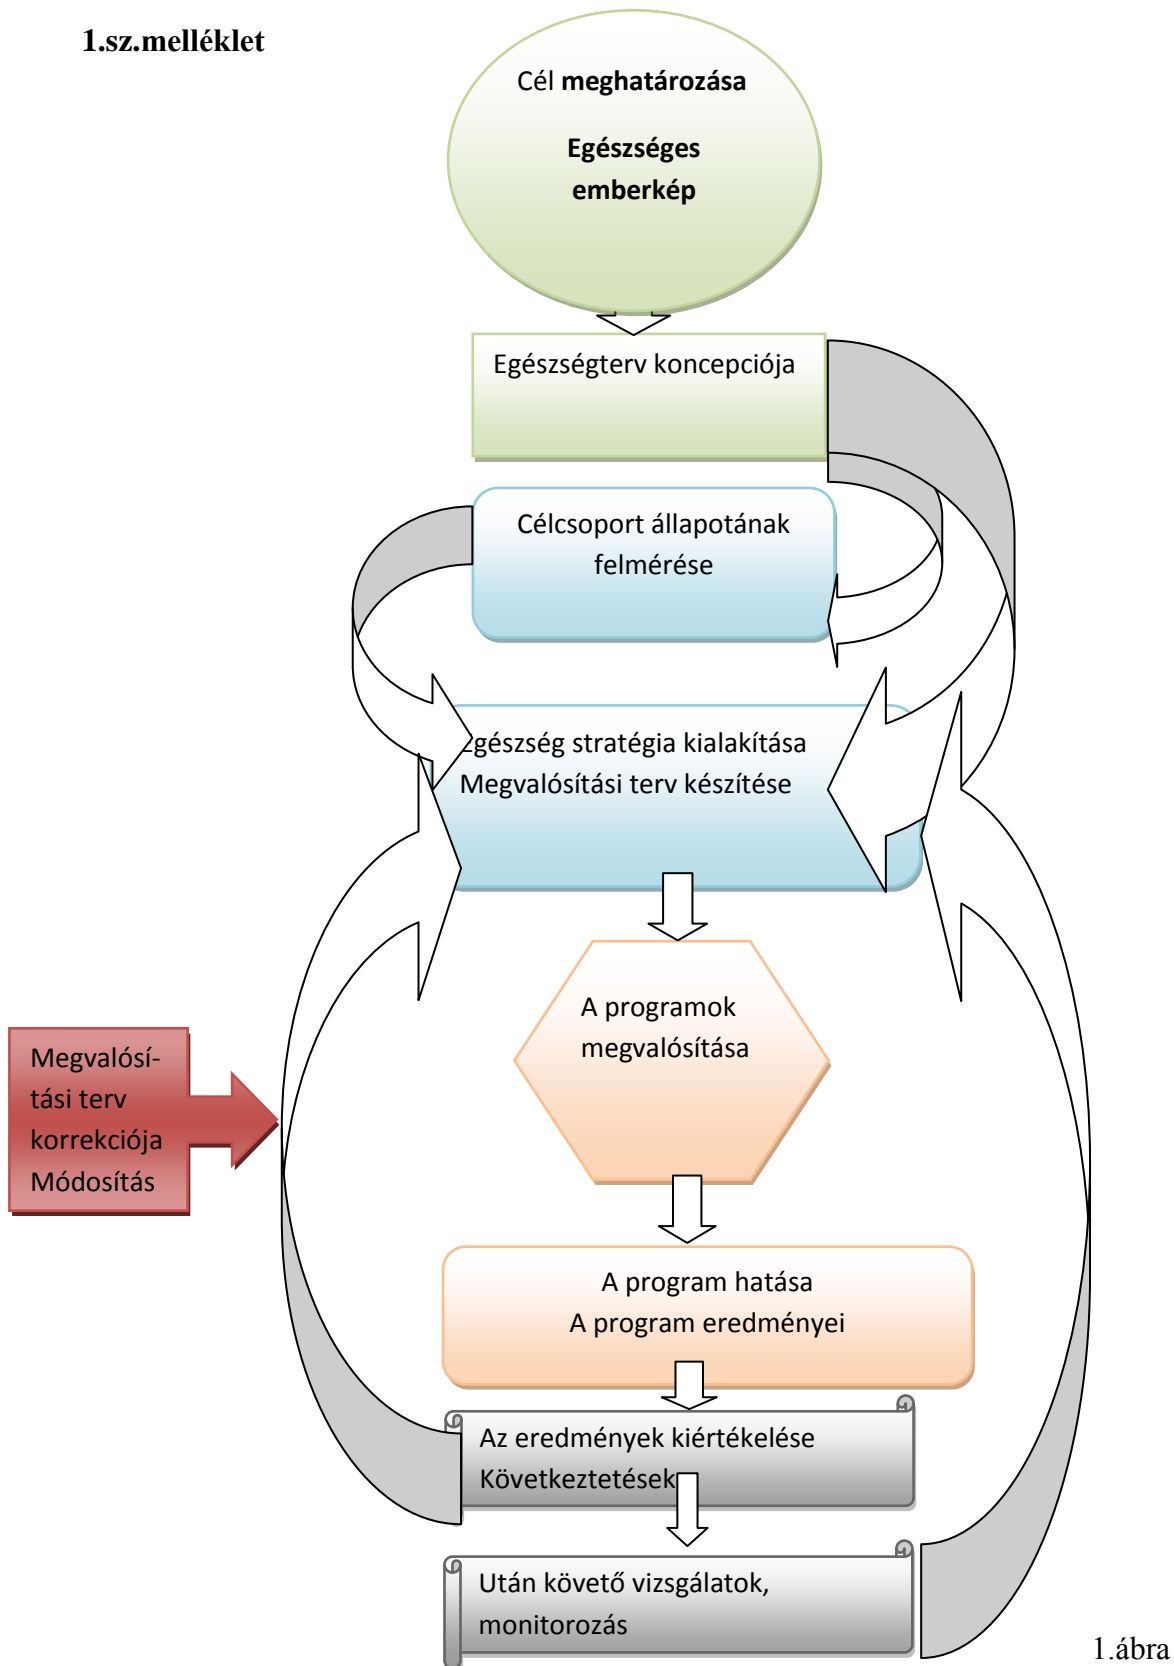 1.sz.melléklet
Cél meghatározása
Egészséges
emberkép
Egészségterv koncepciója
Célcsoport állapotának
felmérése
Egészség stratégia kialakítása
Megvalósítási terv készítése
A programok
megvalósítása
Megvalósí-
tási terv
korrekciója
Módosítás
A program hatása
A program eredményei
Az eredmények kiértékelése
Következtetések
Után követő vizsgálatok,
monitorozás
1.ábra